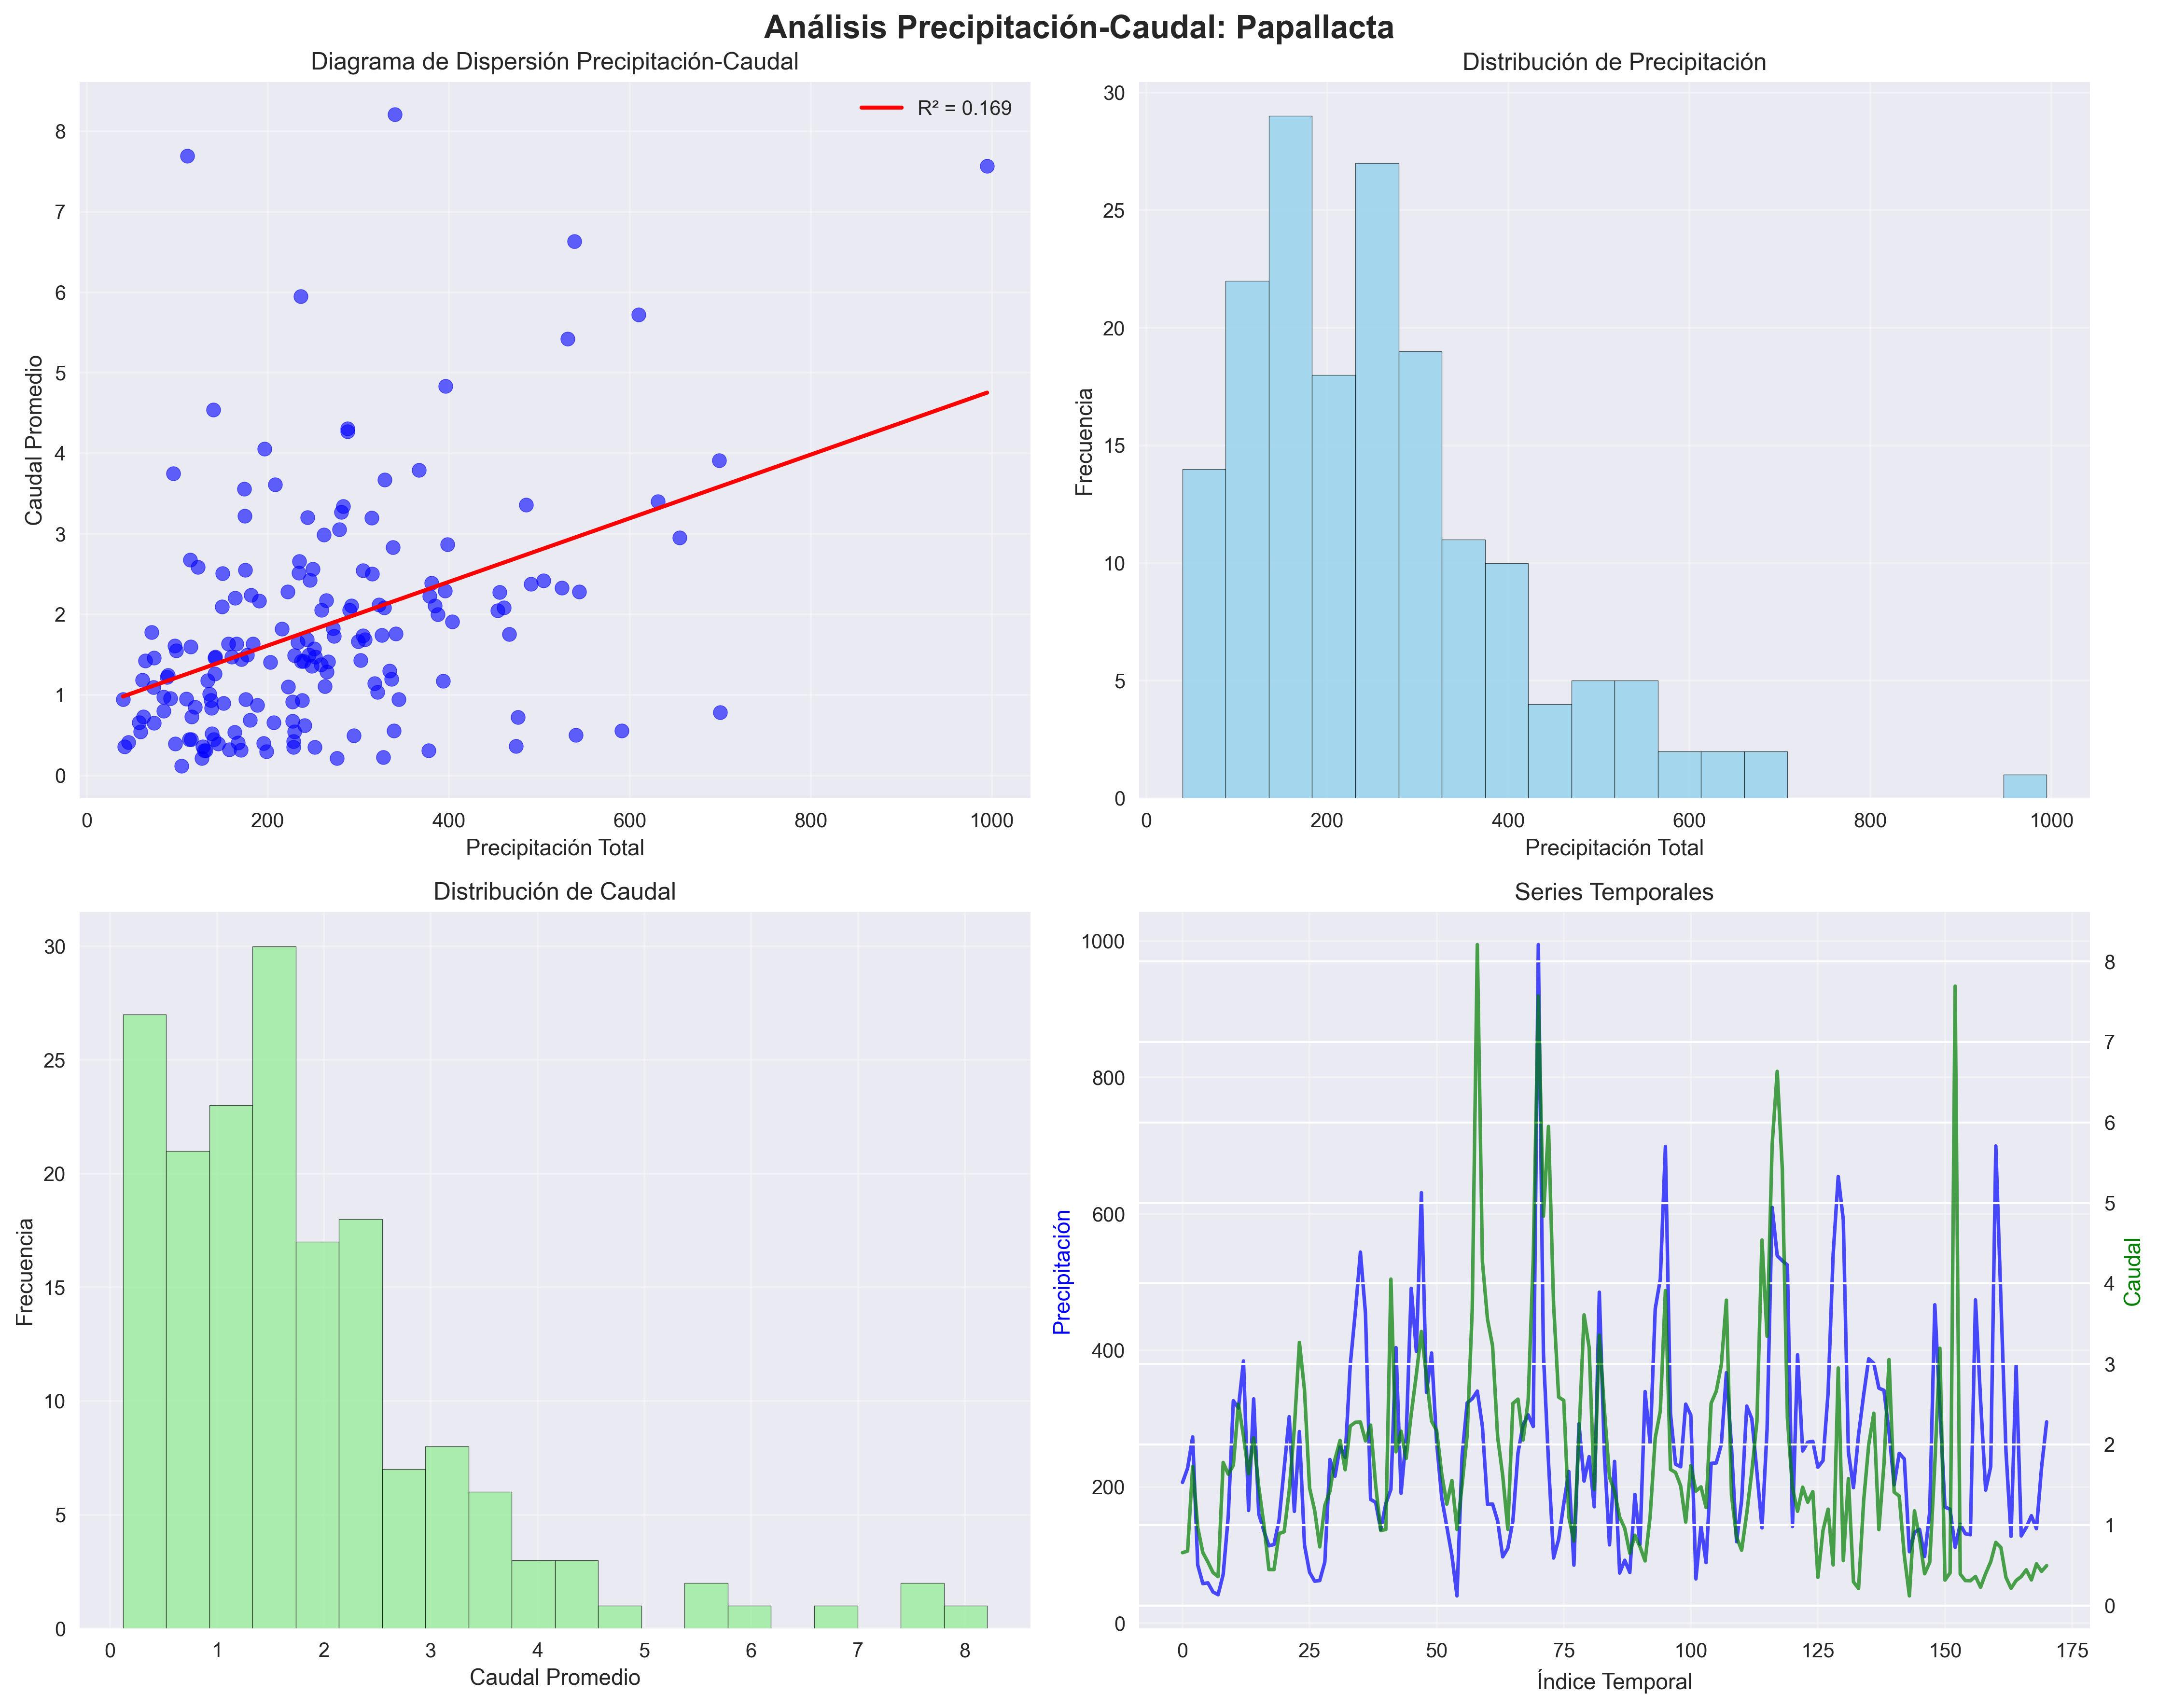 Análisis Precipitación-Caudal: Papallacta
Diagrama de Dispersión Precipitación-Caudal
R² = 0.169
Caudal Promedio
8
7
6
5
4
3
2
1
0
0 200 400 600 800 1000
Precipitación Total
Distribución de Precipitación
Frecuencia
30
25
20
15
10
5
0
0 200 400 600 800 1000
Precipitación Total
Distribución de Caudal
Frecuencia
30
25
20
15
10
5
0
0 1 2 3 4 5 6 7 8
Caudal Promedio
Series Temporales
Precipitación
1000
800
600
400
200
0
8
7
6
5
4
3
2
1
0
Caudal
0 25 50 75 100 125 150 175
Índice Temporal